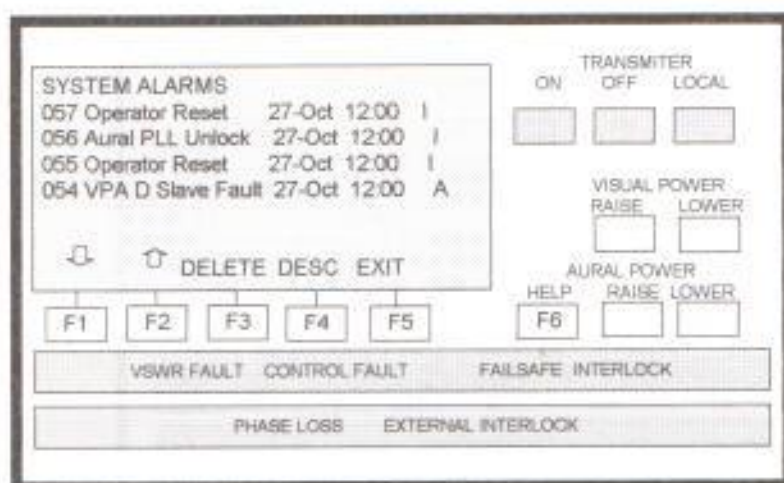 SYSTEM ALARMS
057 Operator Reset 27-Oct 12:00 I
056 Aural PLL Unlock 27-Oct 12:00 I
055 Operator Reset 27-Oct 12:00 I
054 VPA D Slave Fault 27-Oct 12:00 A
DELETE DESC EXIT
F1 F2 F3 F4 F5
TRANSMITER
ON OFF LOCAL
VISUAL POWER
RAISE LOWER
AURAL POWER
HELP RAISE LOWER
F6
VSWR FAULT CONTROL FAULT FAILSAFE INTERLOCK
PHASE LOSS EXTERNAL INTERLOCK